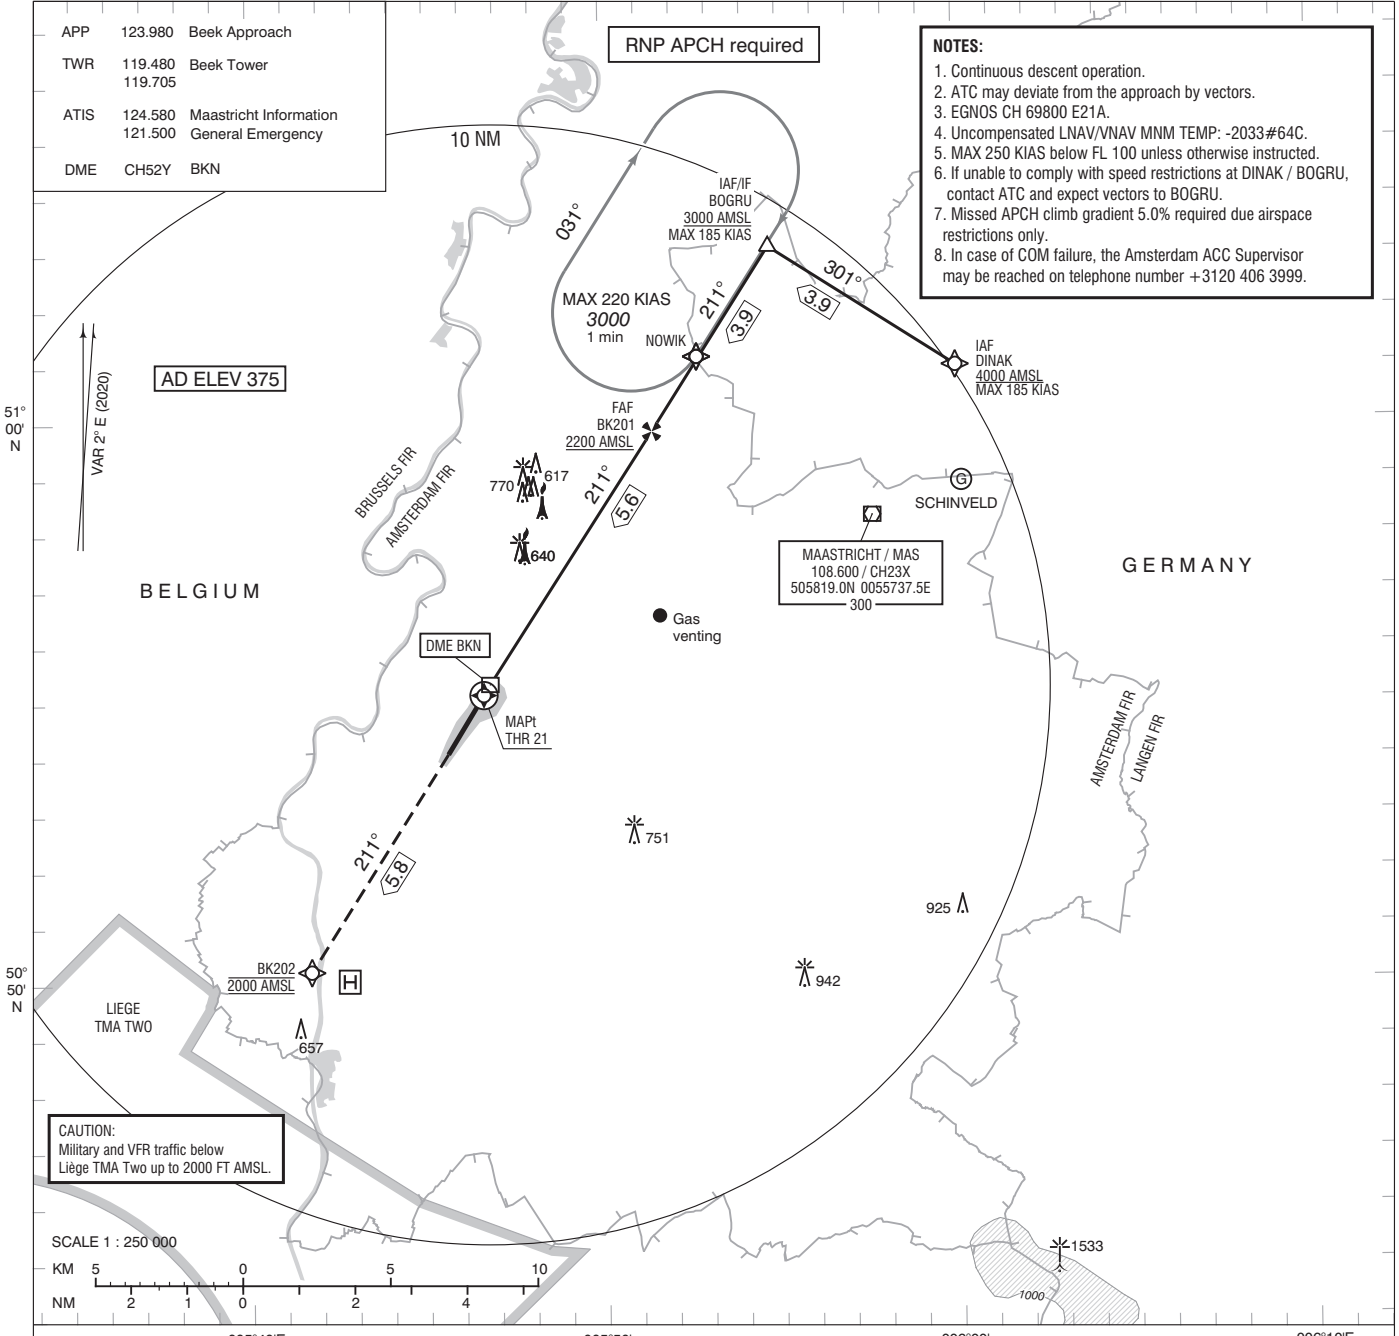 APP 123.980 Beek Approach
TWR 119.480 Beek Tower
119.705
ATIS 124.580 Maastricht Information
121.500 General Emergency
DME CH52Y BKN
RNP APCH required
NOTES:
1. Continuous descent operation.
2. ATC may deviate from the approach by vectors.
3. EGNOS CH 69800 E21A.
4. Uncompensated LNAV/VNAV MNM TEMP: -2033#64C.
5. MAX 250 KIAS below FL 100 unless otherwise instructed.
6. If unable to comply with speed restrictions at DINAK / BOGRU,
contact ATC and expect vectors to BOGRU.
7. Missed APCH climb gradient 5.0% required due airspace
restrictions only.
8. In case of COM failure, the Amsterdam ACC Supervisor
may be reached on telephone number +3120 406 3999.
10 NM
IAF/IF
BOGRU
3000 AMSL
MAX 185 KIAS
031°
301°
3.9
211°
3.9
MAX 220 KIAS
3000
1 min
NOWIK
IAF
DINAK
4000 AMSL
MAX 185 KIAS
AD ELEV 375
VAR 2° E (2020)
51°
00'
N
FAF
BK201
2200 AMSL
BRUSSELS FIR
AMSTERDAM FIR
770
617
211°
5.6
640
G
SCHINVELD
MAASTRICHT / MAS
108.600 / CH23X
505819.0N 0055737.5E
300
BELGIUM
GERMANY
Gas
venting
DME BKN
MAPt
THR 21
AMSTERDAM FIR
LANGEN FIR
751
211°
5.8
925
942
BK202
2000 AMSL
H
50°
50'
N
LIEGE
TMA TWO
657
CAUTION:
Military and VFR traffic below
Liège TMA Two up to 2000 FT AMSL.
SCALE 1 : 250 000
KM 5 0 5 10
NM 2 1 0 2 4
1533
1000